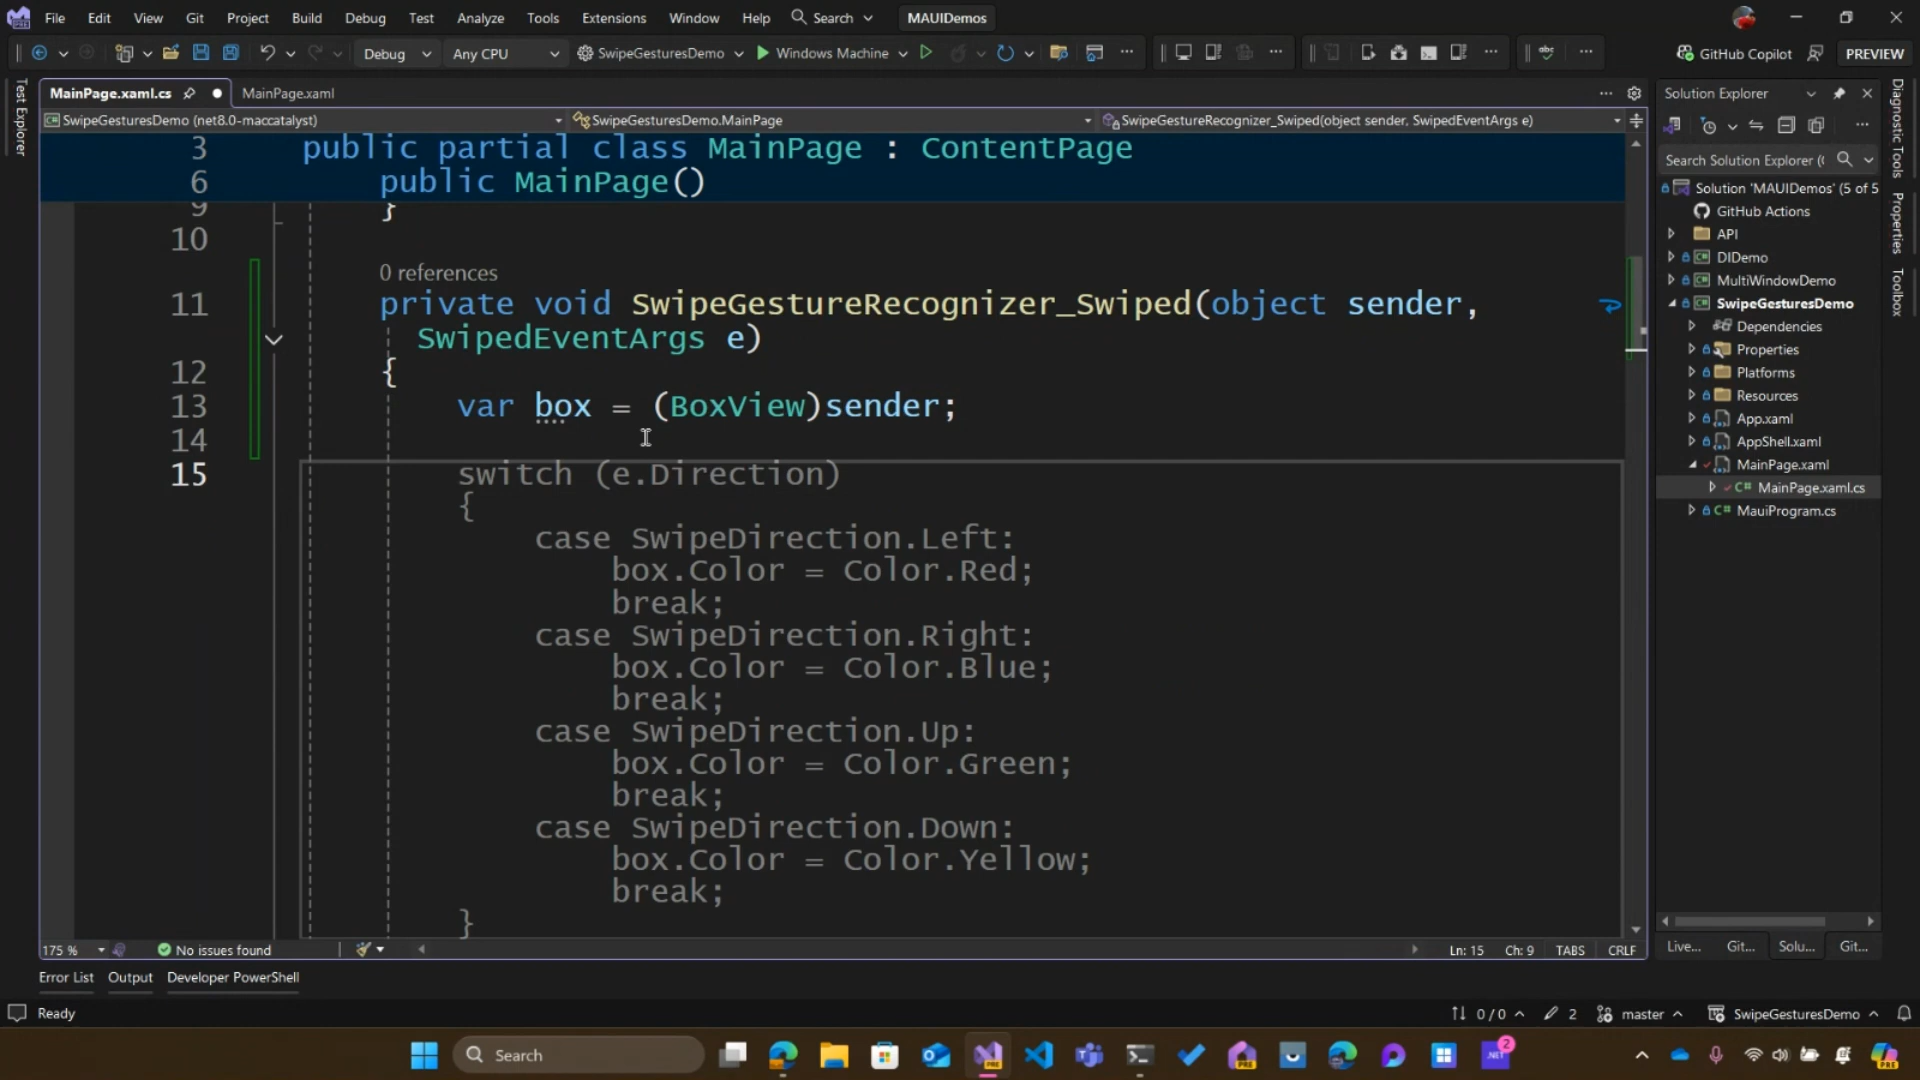 File Edit View Git Project Build Debug Test Analyze Tools Extensions Window Help Search MAUIDemos
Debug Any CPU SwipeGesturesDemo Windows Machine GitHub Copilot PREVIEW
MainPage.xaml.cs MainPage.xaml
SwipeGesturesDemo (net8.0-maccatalyst) SwipeGesturesDemo.MainPage SwipeGestureRecognizer_Swiped(object sender, SwipedEventArgs e)
Test Explorer
3 public partial class MainPage : ContentPage
6 public MainPage()
9 }
10
0 references
11 private void SwipeGestureRecognizer_Swiped(object sender,
SwipedEventArgs e)
12 {
13 var box = (BoxView)sender;
14
15 switch (e.Direction)
{
case SwipeDirection.Left:
box.Color = Color.Red;
break;
case SwipeDirection.Right:
box.Color = Color.Blue;
break;
case SwipeDirection.Up:
box.Color = Color.Green;
break;
case SwipeDirection.Down:
box.Color = Color.Yellow;
break;
}
175 % No issues found Ln: 15 Ch: 9 TABS CRLF
Solution Explorer
Search Solution Explorer (
Solution 'MAUIDemos' (5 of 5
GitHub Actions
API
DIDemo
MultiWindowDemo
SwipeGesturesDemo
Dependencies
Properties
Platforms
Resources
App.xaml
AppShell.xaml
MainPage.xaml
MainPage.xaml.cs
MauiProgram.cs
Live... Git... Solu... Git...
Diagnostic Tools
Properties
Toolbox
Error List Output Developer PowerShell
Ready 0 / 0 2 master SwipeGesturesDemo
Search
PRE
PRE
.NET
2
PRE